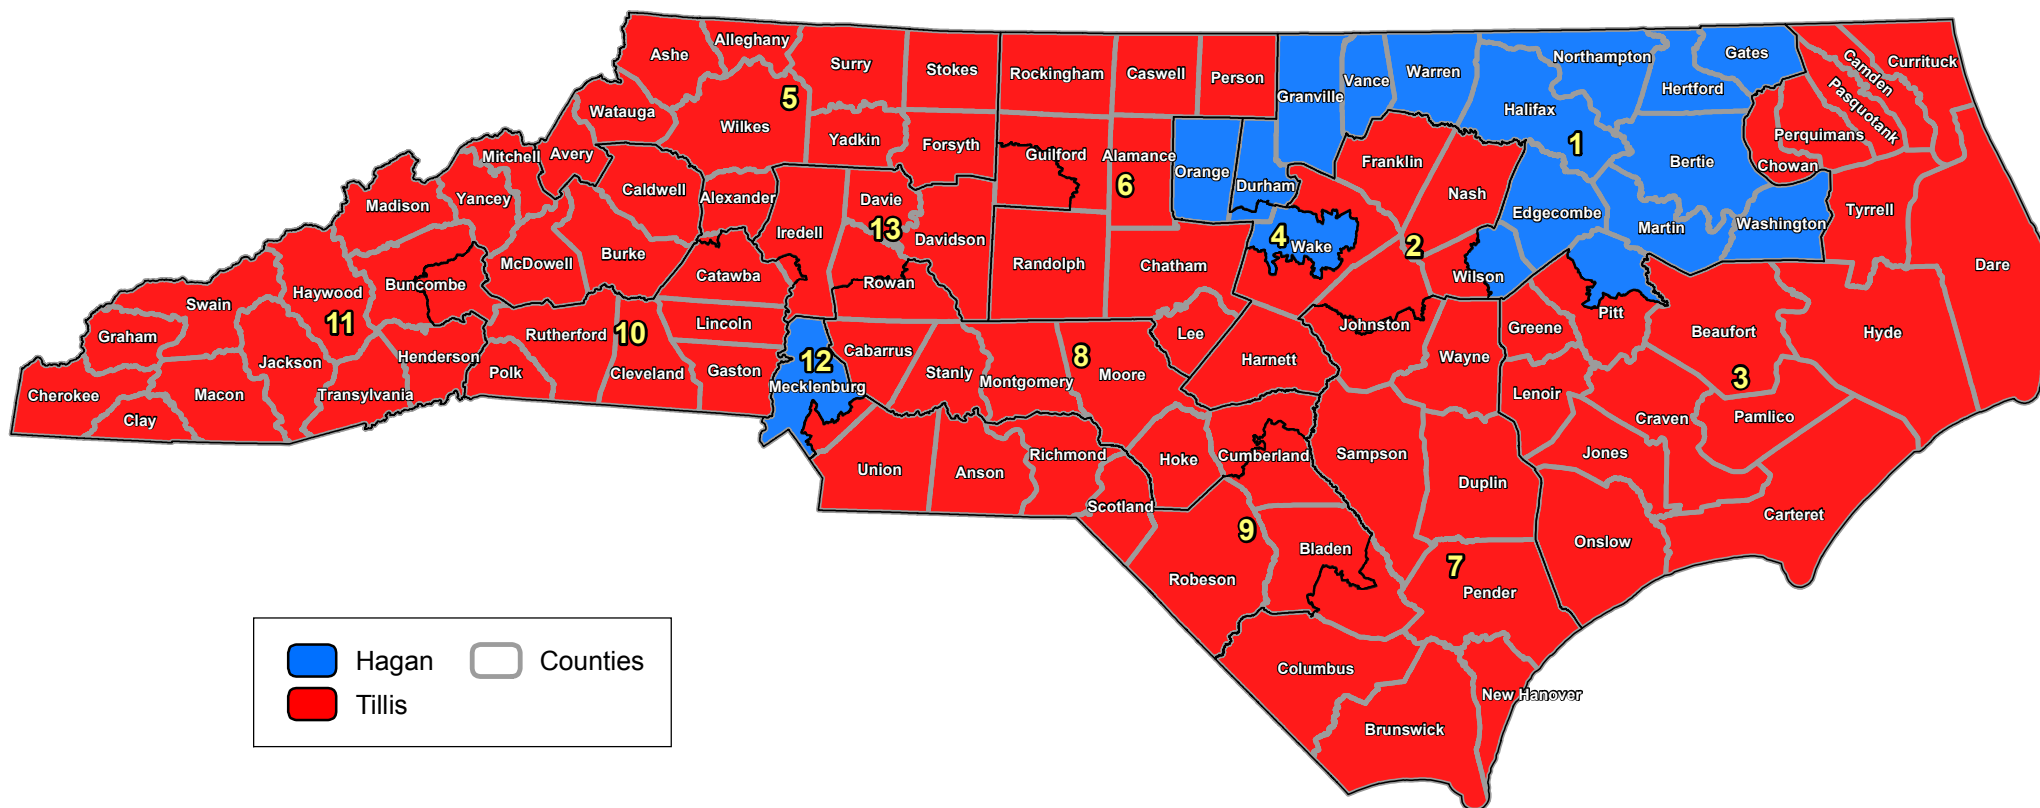 Ashe
Alleghany
Surry
Stokes
Rockingham
Caswell
Person
Granville
Vance
Warren
Northampton
Gates
Hertford
Halifax
Camden
Currituck
Pasquotank
Perquimans
Chowan
Watauga
5
Wilkes
Yadkin
Forsyth
Guilford
Alamance
6
Orange
Durham
Franklin
Nash
1
Bertie
Mitchell
Avery
Caldwell
Alexander
Davie
13
Iredell
Davidson
Madison
Yancey
Edgecombe
Martin
Washington
Tyrrell
4
Wake
2
Wilson
Dare
McDowell
Burke
Catawba
Rowan
Randolph
Chatham
Buncombe
Haywood
11
Swain
Graham
Jackson
Henderson
Rutherford
10
Lincoln
Gaston
Cleveland
Polk
Transylvania
Macon
Cherokee
Clay
12
Mecklenburg
Cabarrus
Stanly
Montgomery
8
Moore
Lee
Harnett
Johnston
Wayne
Greene
Pitt
Beaufort
Hyde
3
Lenoir
Craven
Pamlico
Jones
Union
Anson
Richmond
Scotland
Hoke
Cumberland
Sampson
Duplin
Carteret
Onslow
9
Robeson
Bladen
7
Pender
Columbus
Brunswick
New Hanover
Hagan
Counties
Tillis